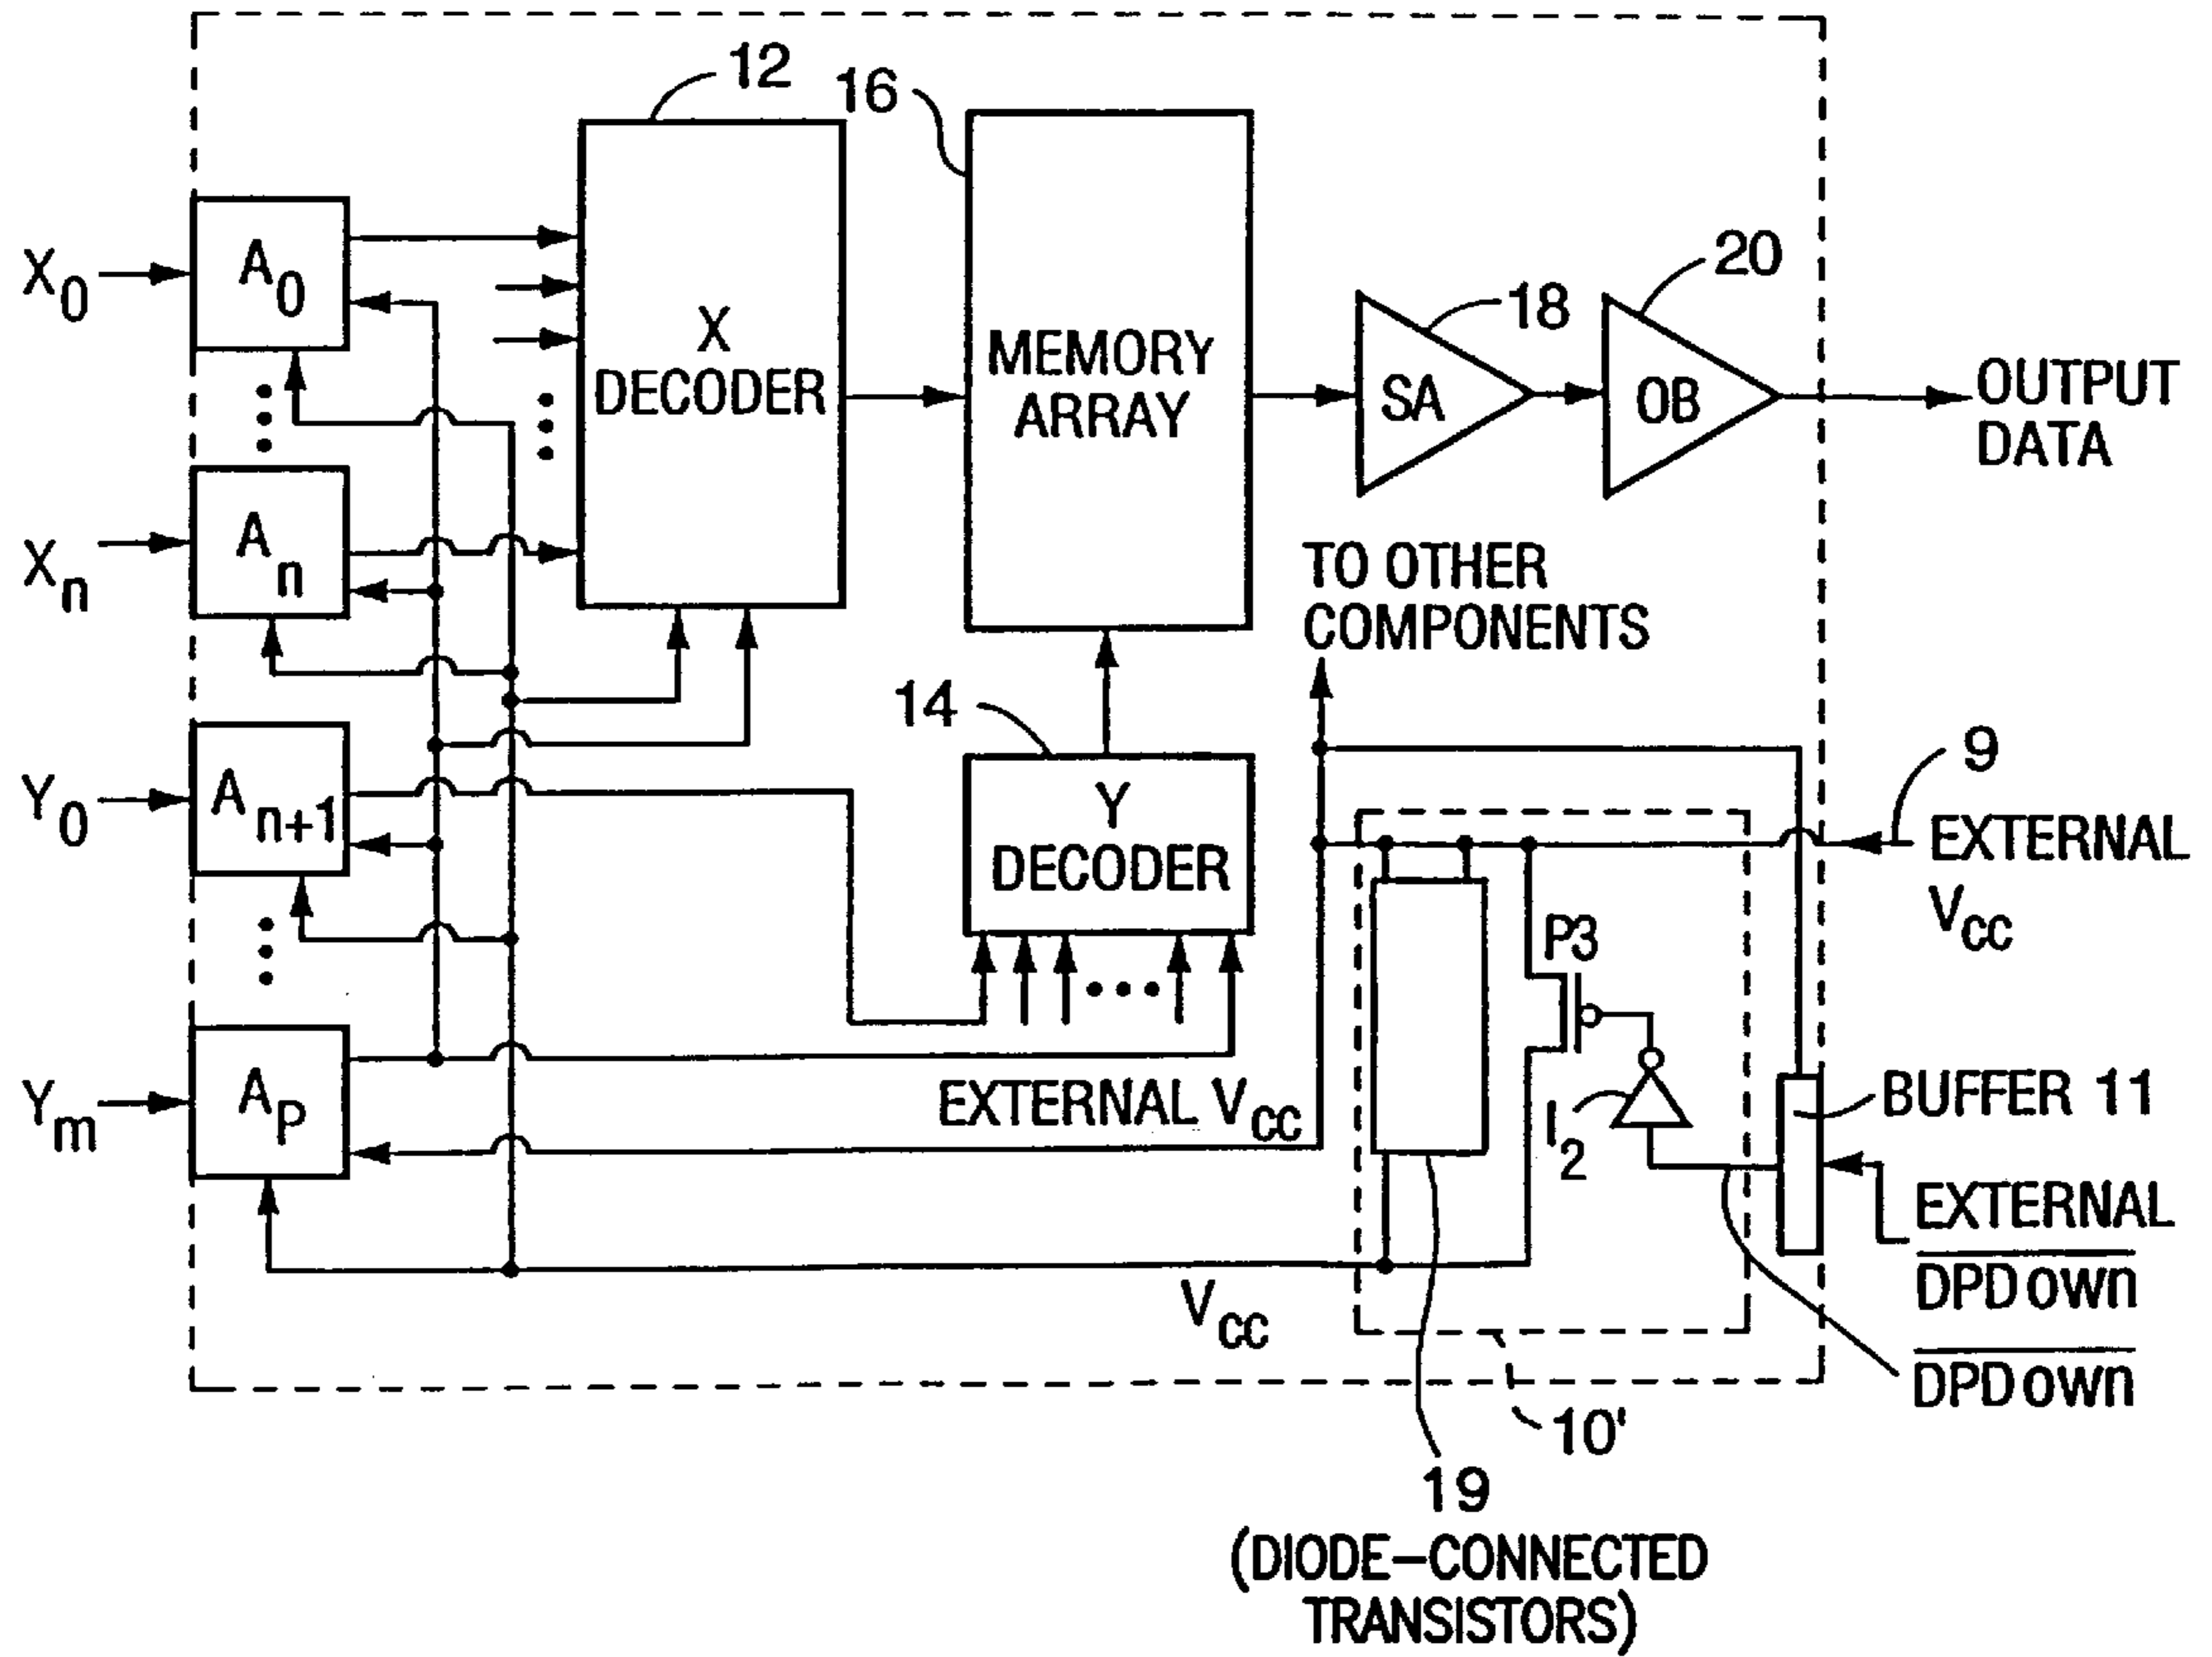 12
16
X0
A0
X
DECODER
MEMORY
ARRAY
18
SA
20
OB
OUTPUT
DATA
Xn
An
TO OTHER
COMPONENTS
14
Y0
An+1
Y
DECODER
9
EXTERNAL
VCC
P3
Ym
AP
EXTERNAL VCC
I2
BUFFER 11
EXTERNAL
DPDown
VCC
DPDown
10'
19
(DIODE-CONNECTED
TRANSISTORS)